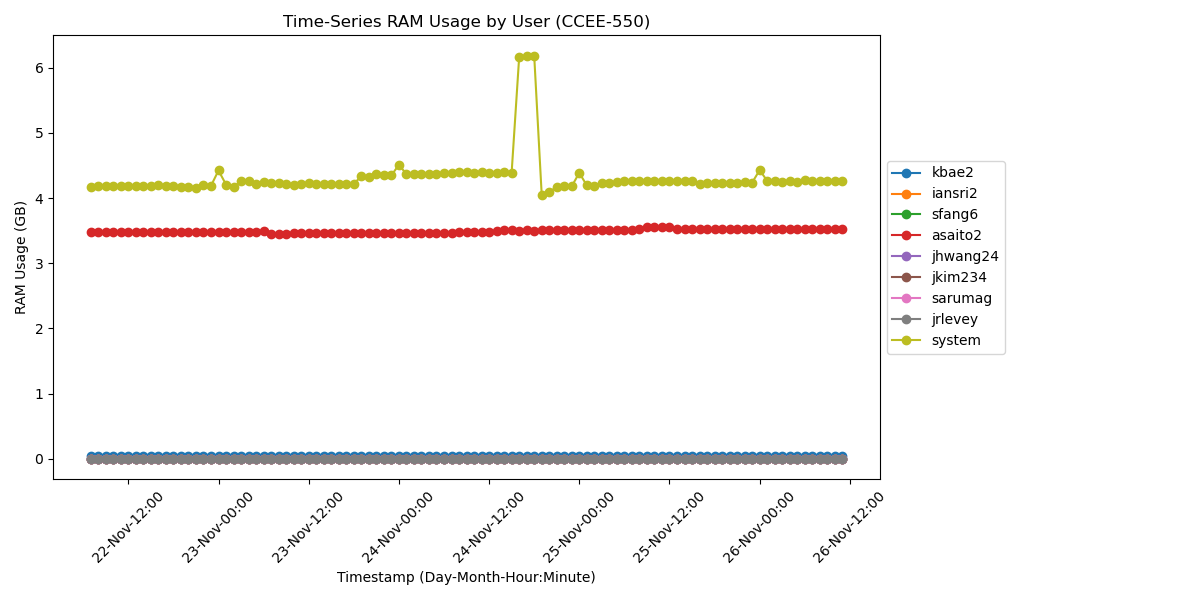 Time-Series RAM Usage by User (CCEE-550)
RAM Usage (GB)
6
5
4
3
2
1
0
22-Nov-12:00
23-Nov-00:00
23-Nov-12:00
24-Nov-00:00
24-Nov-12:00
25-Nov-00:00
25-Nov-12:00
26-Nov-00:00
26-Nov-12:00
Timestamp (Day-Month-Hour:Minute)
kbae2
iansri2
sfang6
asaito2
jhwang24
jkim234
sarumag
jrlevey
system